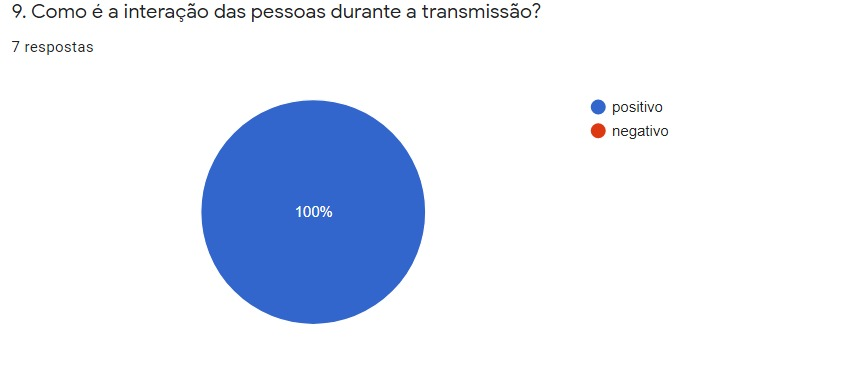 9. Como é a interação das pessoas durante a transmissão?
7 respostas
positivo
negativo
100%